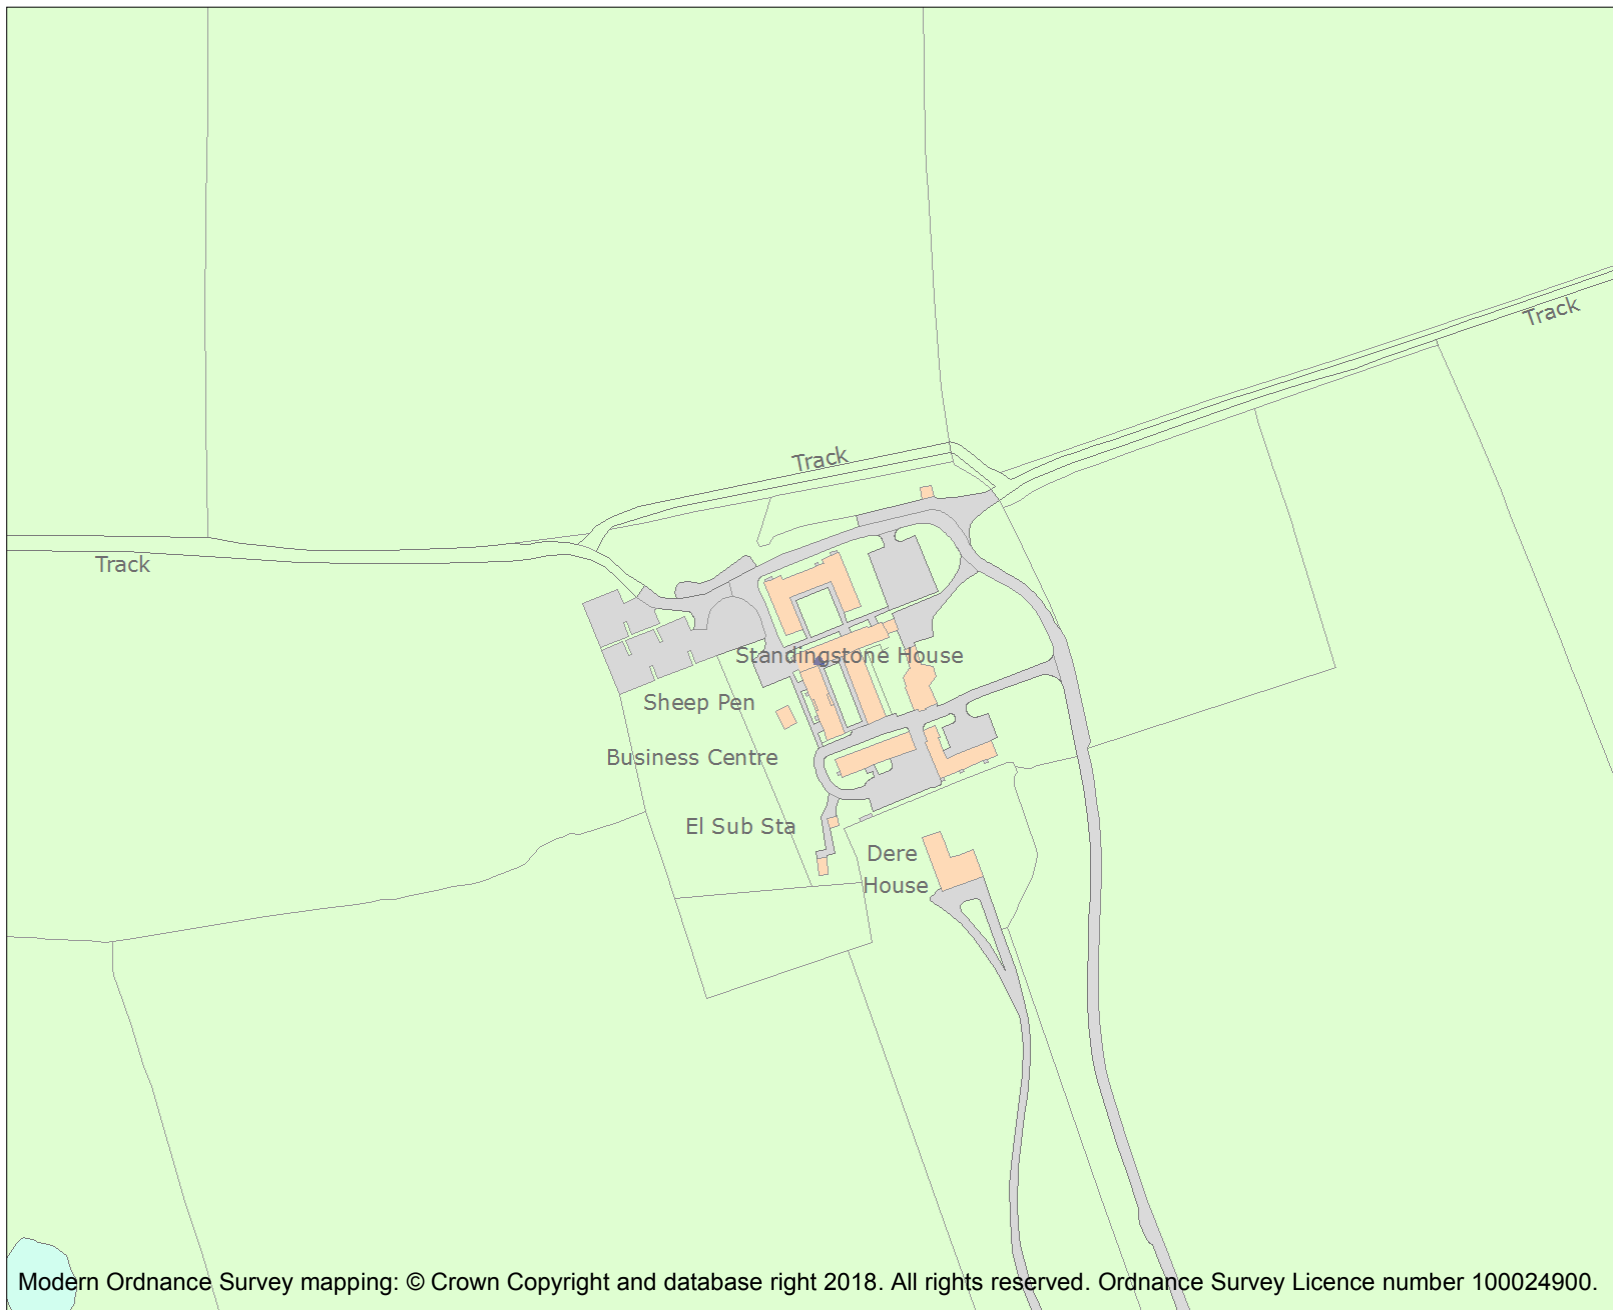 Track
Track
Track
Standingstone House
Sheep Pen
Business Centre
El Sub Sta
Dere
House
Modern Ordnance Survey mapping: © Crown Copyright and database right 2018. All rights reserved. Ordnance Survey Licence number 100024900.